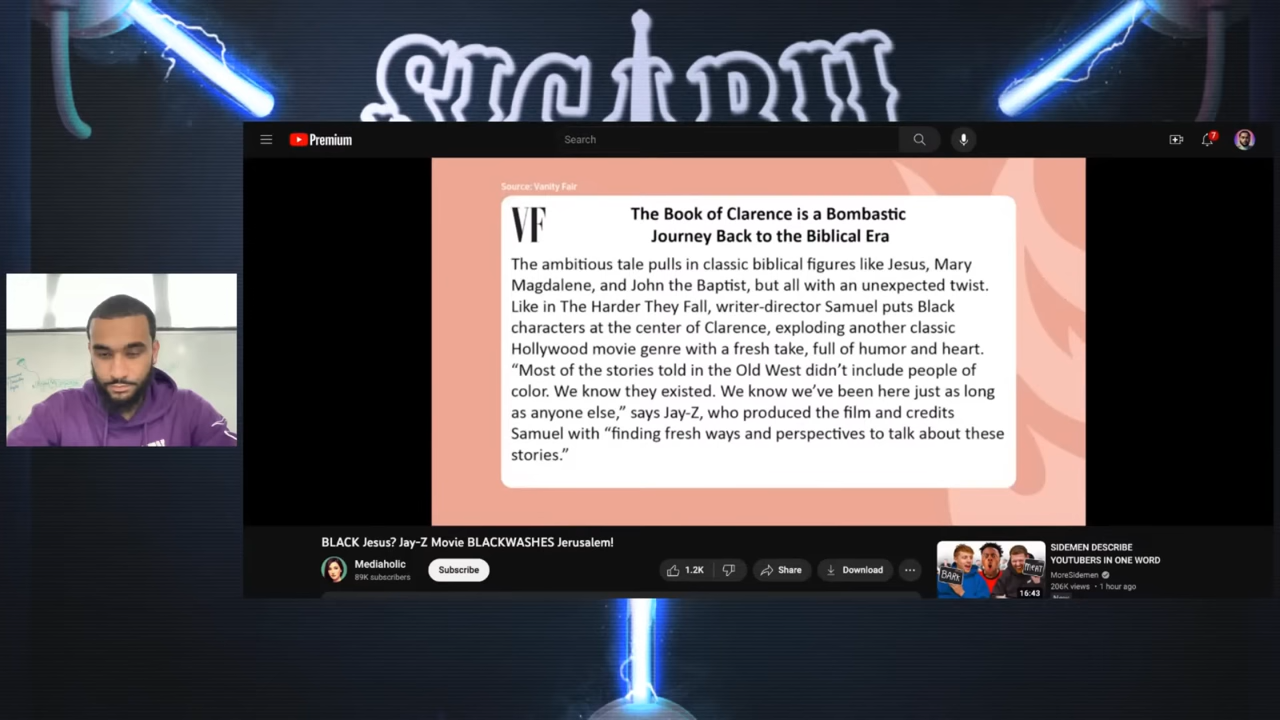 SICARII
Premium
Search
7
Source: Vanity Fair
VF
The Book of Clarence is a Bombastic
Journey Back to the Biblical Era
The ambitious tale pulls in classic biblical figures like Jesus, Mary
Magdalene, and John the Baptist, but all with an unexpected twist.
Like in The Harder They Fall, writer-director Samuel puts Black
characters at the center of Clarence, exploding another classic
Hollywood movie genre with a fresh take, full of humor and heart.
“Most of the stories told in the Old West didn’t include people of
color. We know they existed. We know we’ve been here just as long
as anyone else,” says Jay-Z, who produced the film and credits
Samuel with “finding fresh ways and perspectives to talk about these
stories.”
BLACK Jesus? Jay-Z Movie BLACKWASHES Jerusalem!
Mediaholic
89K subscribers
Subscribe
1.2K
Share
Download
BARK
16:43
SIDEMEN DESCRIBE
YOUTUBERS IN ONE WORD
MoreSidemen
206K views • 1 hour ago
New